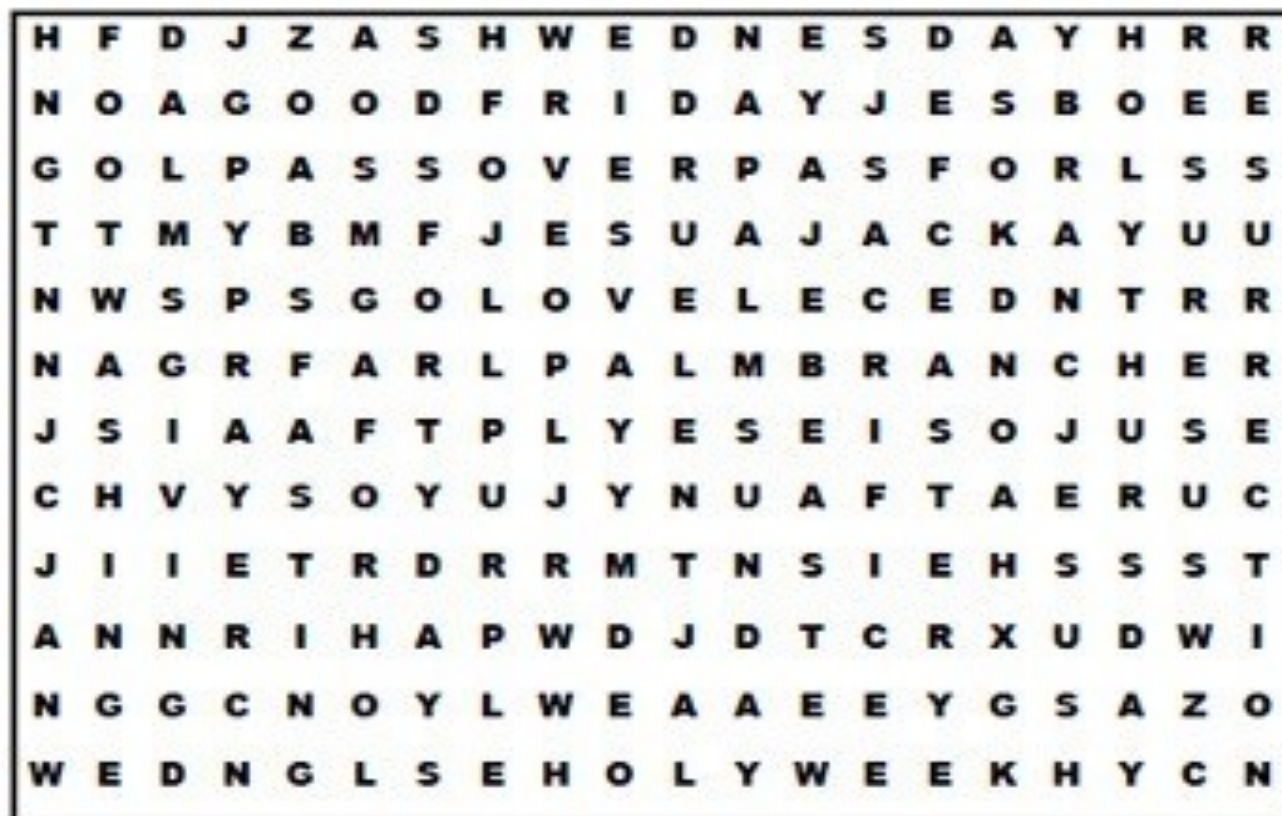 H F D J Z A S H W E D N E S D A Y H R R
N O A G O O D F R I D A Y J E S B O E E
G O L P A S S O V E R P A S F O R L S S
T T M Y B M F J E S U A J A C K A Y U U
N W S P S G O L O V E L E C E D N T R R
N A G R F A R L P A L M B R A N C H E R
J S I A A F T P L Y E S E I S O J U S E
C H V Y S O Y U J Y N U A F T A E R U C
J I I E T R D R R M T N S I E H S S S T
A N N R I H A P W D J D T C R X U D W I
N G G C N O Y L W E A A E E Y G S A Z O
W E D N G L S E H O L Y W E E K H Y C N